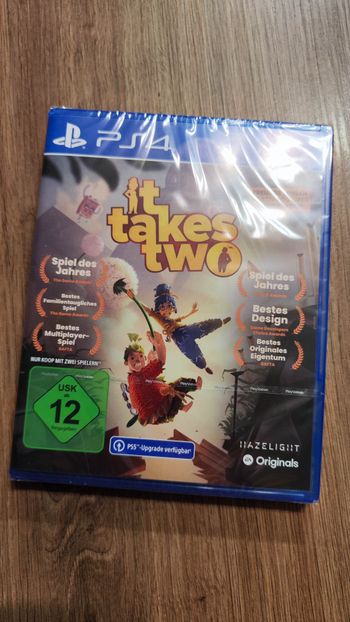 PS4
it
takes
two
Spiel des
Jahres
The Game Awards
Bestes
Familientaugliches
Spiel
The Game Awards
Bestes
Multiplayer-
Spiel
BAFTA
Spiel des
Jahres
Bestes
Design
Game Developers
Choice Awards
Bestes
Originales
Eigentum
BAFTA
NUR KOOP MIT ZWEI SPIELERN
USK
ab
12
freigegeben
PS5-Upgrade verfügbar
HAZELIGHT
EA Originals